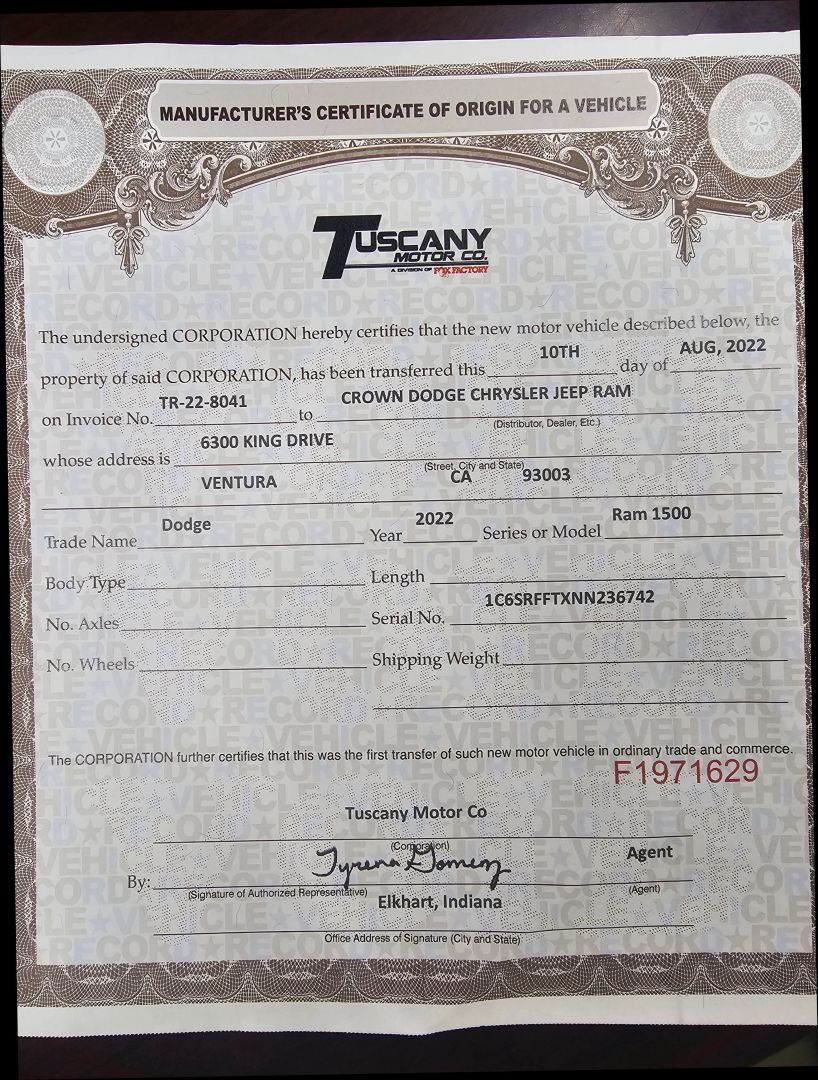 MANUFACTURER'S CERTIFICATE OF ORIGIN FOR A VEHICLE
TUSCANY
MOTOR CO.
A DIVISION OF FOX FACTORY
The undersigned CORPORATION hereby certifies that the new motor vehicle described below, the
property of said CORPORATION, has been transferred this 10TH day of AUG, 2022
on Invoice No. TR-22-8041 to CROWN DODGE CHRYSLER JEEP RAM
(Distributor, Dealer, Etc.)
whose address is 6300 KING DRIVE
(Street, City and State)
VENTURA CA 93003
Trade Name Dodge Year 2022 Series or Model Ram 1500
Body Type Length
No. Axles Serial No. 1C6SRFFTXNN236742
No. Wheels Shipping Weight
The CORPORATION further certifies that this was the first transfer of such new motor vehicle in ordinary trade and commerce.
F1971629
Tuscany Motor Co
(Corporation)
By: Tyrena Gomez Agent
(Signature of Authorized Representative) (Agent)
Elkhart, Indiana
Office Address of Signature (City and State)